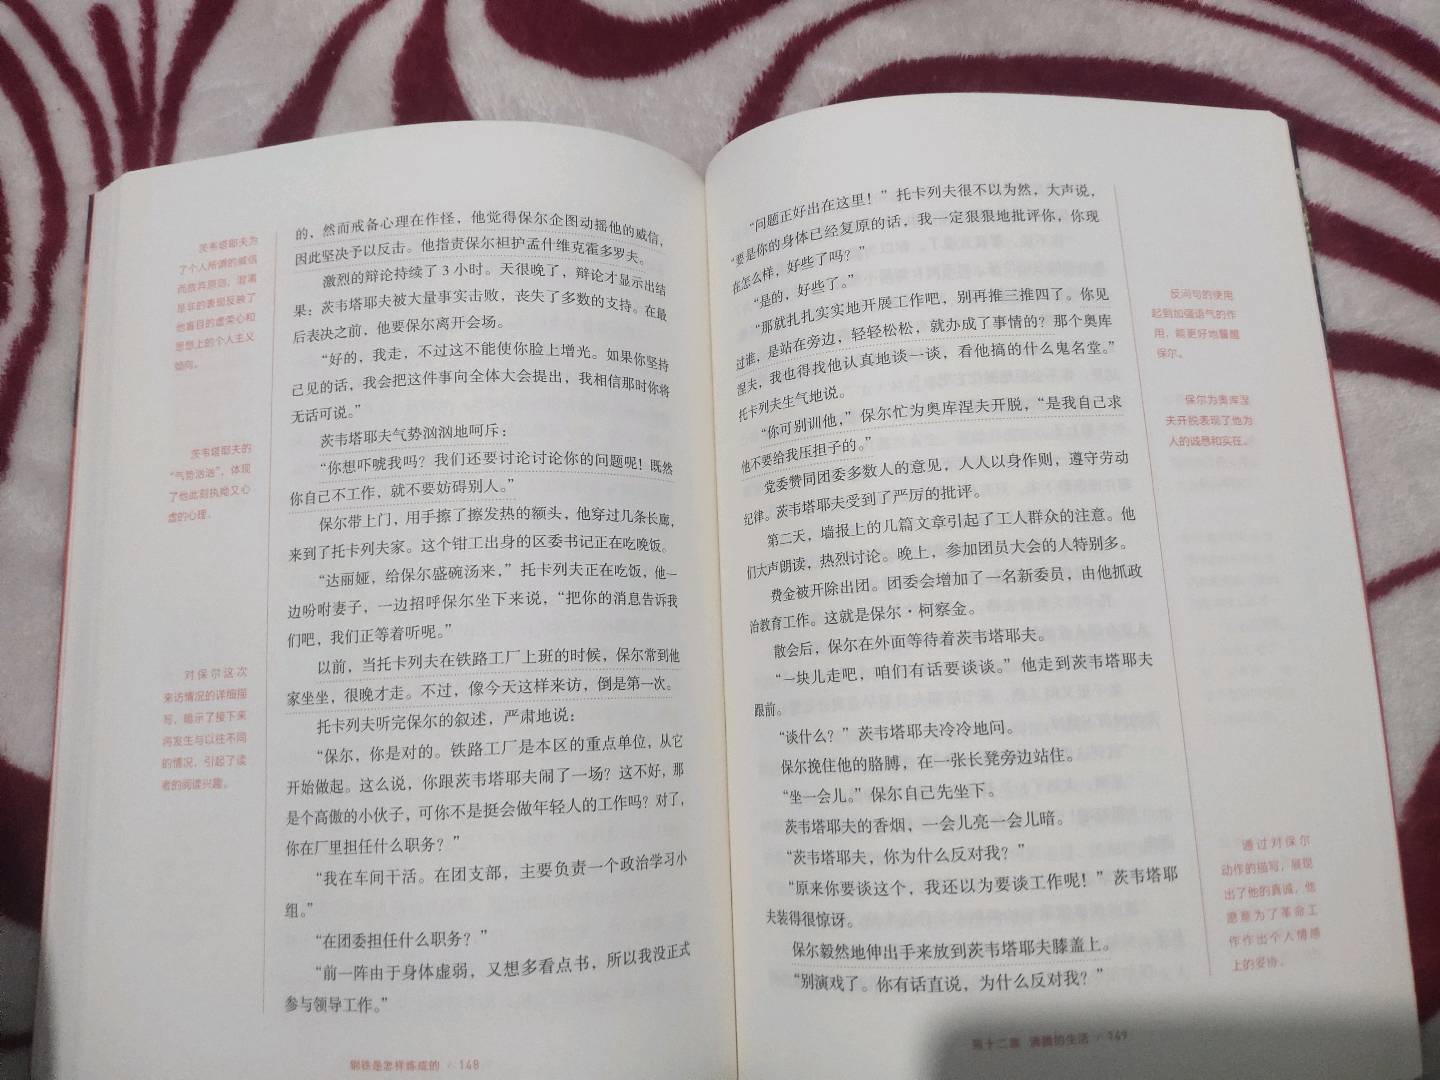 的，然而戒备心理在作怪，他觉得保尔企图动摇他的威信，
因此坚决予以反击。他指责保尔袒护孟什维克霍多罗夫。
激烈的辩论持续了 3 小时。天很晚了，辩论才显示出结
果：茨韦塔耶夫被大量事实击败，丧失了多数的支持。在最
后表决之前，他要保尔离开会场。
“好的，我走，不过这不能使你脸上增光。如果你坚持
己见的话，我会把这件事向全体大会提出，我相信那时你将
无话可说。”
茨韦塔耶夫气势汹汹地呵斥：
“你想吓唬我吗？我们还要讨论讨论你的问题呢！既然
你自己不工作，就不要妨碍别人。”
保尔带上门，用手擦了擦发热的额头，他穿过几条长廊，
来到了托卡列夫家。这个钳工出身的区委书记正在吃晚饭。
“达丽娅，给保尔盛碗汤来，”托卡列夫正在吃饭，他一
边吩咐妻子，一边招呼保尔坐下来说，“把你的消息告诉我
们吧，我们正等着听呢。”
以前，当托卡列夫在铁路工厂上班的时候，保尔常到他
家坐坐，很晚才走。不过，像今天这样来访，倒是第一次。
托卡列夫听完保尔的叙述，严肃地说：
“保尔，你是对的。铁路工厂是本区的重点单位，从它
开始做起。这么说，你跟茨韦塔耶夫闹了一场？这不好，那
是个高傲的小伙子，可你不是挺会做年轻人的工作吗？对了，
你在厂里担任什么职务？”
“我在车间干活。在团支部，主要负责一个政治学习小
组。”
“在团委担任什么职务？”
“前一阵由于身体虚弱，又想多看点书，所以我没正式
参与领导工作。”
茨韦塔耶夫为
了个人所谓的威信
而放弃原则，混淆
是非的表现反映了
他盲目的虚荣心和
思想上的个人主义
倾向。
茨韦塔耶夫的
“气势汹汹”，体现
了他此刻执拗又心
虚的心理。
对保尔这次
来访情况的详细描
写，暗示了接下来
将发生与以往不同
的情况，引起了读
者的阅读兴趣。
钢铁是怎样炼成的 / 148
“问题正好出在这里！”托卡列夫很不以为然，大声说，
“要是你的身体已经复原的话，我一定狠狠地批评你，你现
在怎么样，好些了吗？”
“是的，好些了。”
“那就扎扎实实地开展工作吧，别再推三推四了。你见
过谁，是站在旁边，轻轻松松，就办成了事情的？那个奥库
涅夫，我也得找他认真地谈一谈，看他搞的什么鬼名堂。”
托卡列夫生气地说。
“你可别训他，”保尔忙为奥库涅夫开脱，“是我自己求
他不要给我压担子的。”
党委赞同团委多数人的意见，人人以身作则，遵守劳动
纪律。茨韦塔耶夫受到了严厉的批评。
第二天，墙报上的几篇文章引起了工人群众的注意。他
们大声朗读，热烈讨论。晚上，参加团员大会的人特别多。
费金被开除出团。团委会增加了一名新委员，由他抓政
治教育工作。这就是保尔·柯察金。
散会后，保尔在外面等待着茨韦塔耶夫。
“一块儿走吧，咱们有话要谈谈。”他走到茨韦塔耶夫
跟前。
“谈什么？”茨韦塔耶夫冷冷地问。
保尔挽住他的胳膊，在一张长凳旁边站住。
“坐一会儿。”保尔自己先坐下。
茨韦塔耶夫的香烟，一会儿亮一会儿暗。
“茨韦塔耶夫，你为什么反对我？”
“原来你要谈这个，我还以为要谈工作呢！”茨韦塔耶
夫装得很惊讶。
保尔毅然地伸出手来放到茨韦塔耶夫膝盖上。
“别演戏了。你有话直说，为什么反对我？”
反问句的使用
起到加强语气的作
用，能更好地警醒
保尔。
保尔为奥库涅
夫开脱表现了他为
人的诚恳和实在。
通过对保尔
动作的描写，展现
出了他的真诚，他
愿意为了革命工
作作出个人情感
上的妥协。
第十二章 沸腾的生活 / 149